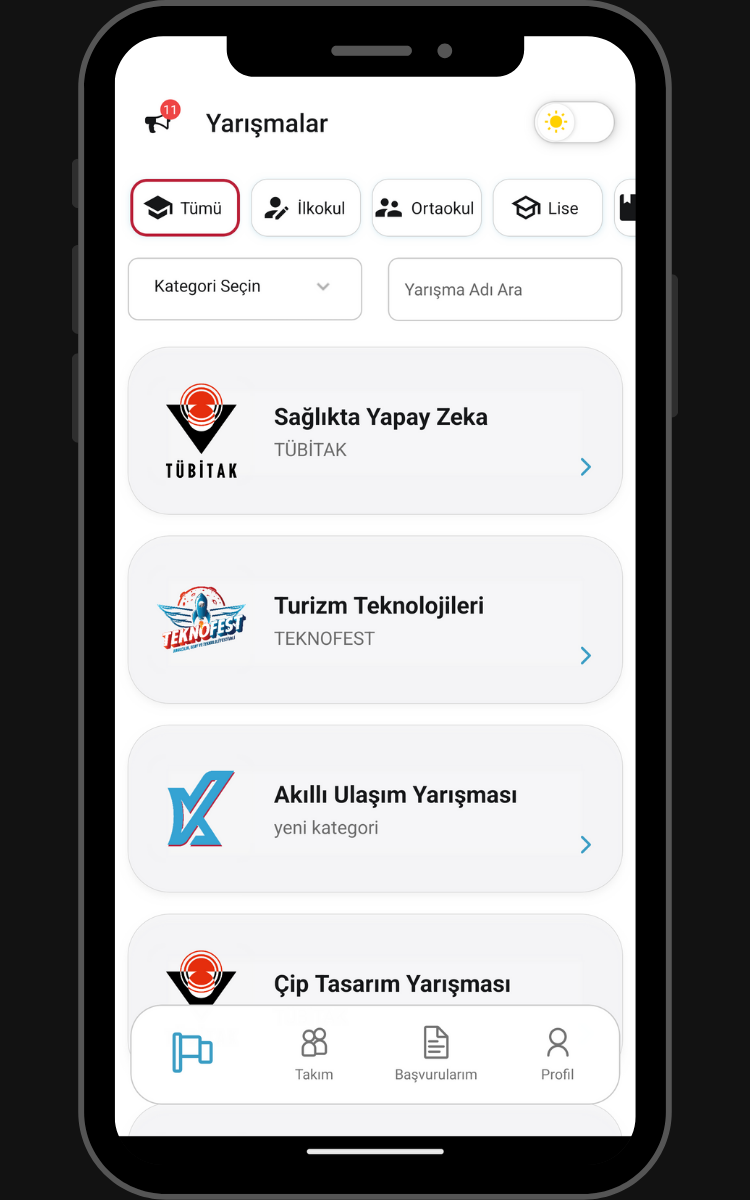 11
Yarışmalar
Tümü
İlkokul
Ortaokul
Lise
Kategori Seçin
Yarışma Adı Ara
TÜBİTAK
Sağlıkta Yapay Zeka
TÜBİTAK
TEKNOFEST
Turizm Teknolojileri
TEKNOFEST
Akıllı Ulaşım Yarışması
yeni kategori
Çip Tasarım Yarışması
Takım
Başvurularım
Profil